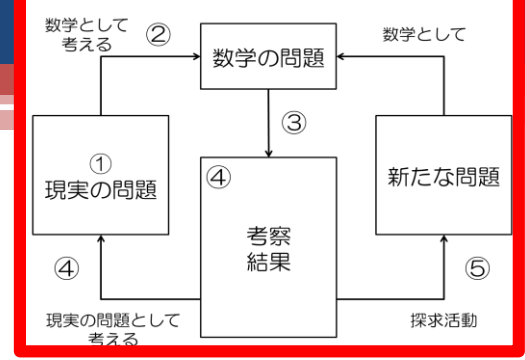 数学として
考える
②
数学の問題
数学として
③
①
現実の問題
④
考察
結果
新たな問題
④
⑤
現実の問題として
考える
探求活動